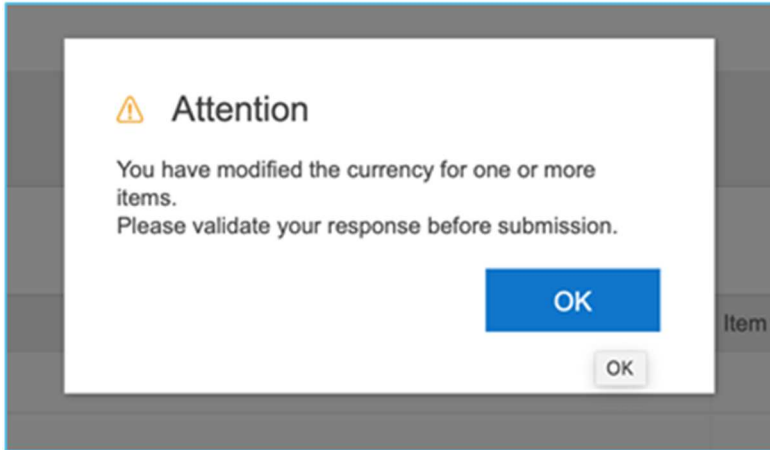 Attention
You have modified the currency for one or more
items.
Please validate your response before submission.
OK
Item
OK